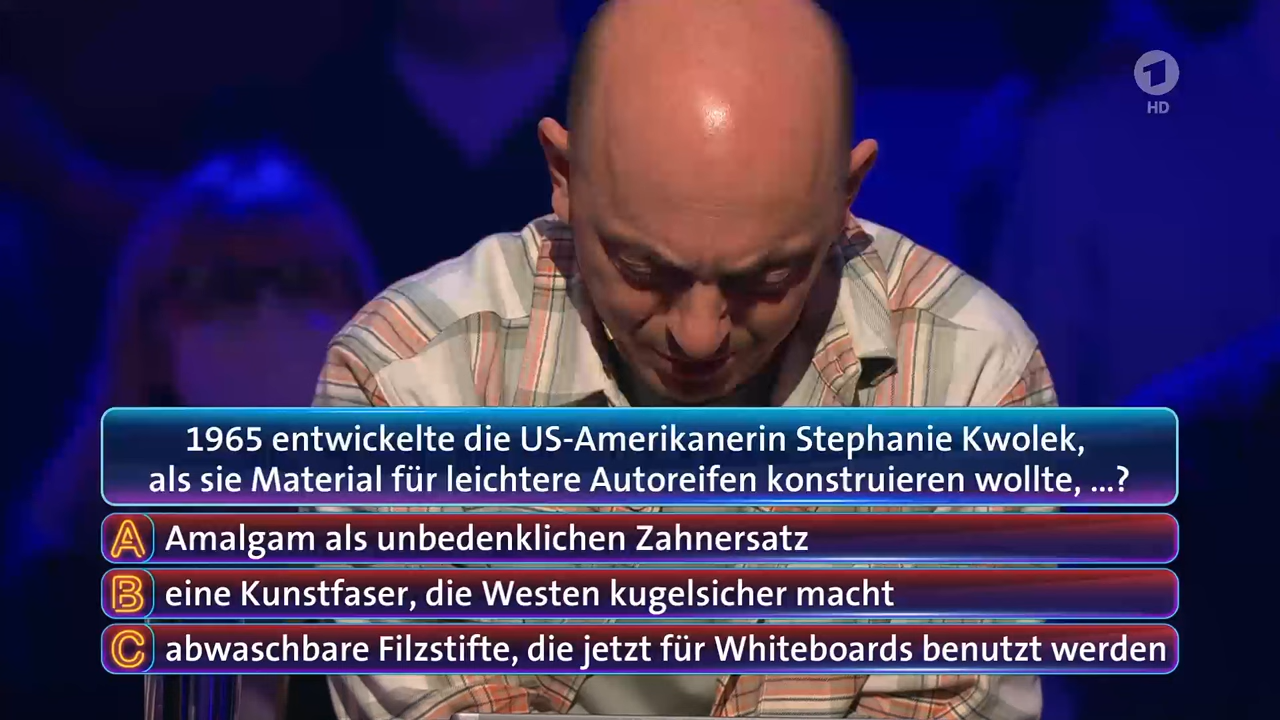 1
HD
1965 entwickelte die US-Amerikanerin Stephanie Kwolek,
als sie Material für leichtere Autoreifen konstruieren wollte, ...?
A Amalgam als unbedenklichen Zahnersatz
B eine Kunstfaser, die Westen kugelsicher macht
C abwaschbare Filzstifte, die jetzt für Whiteboards benutzt werden